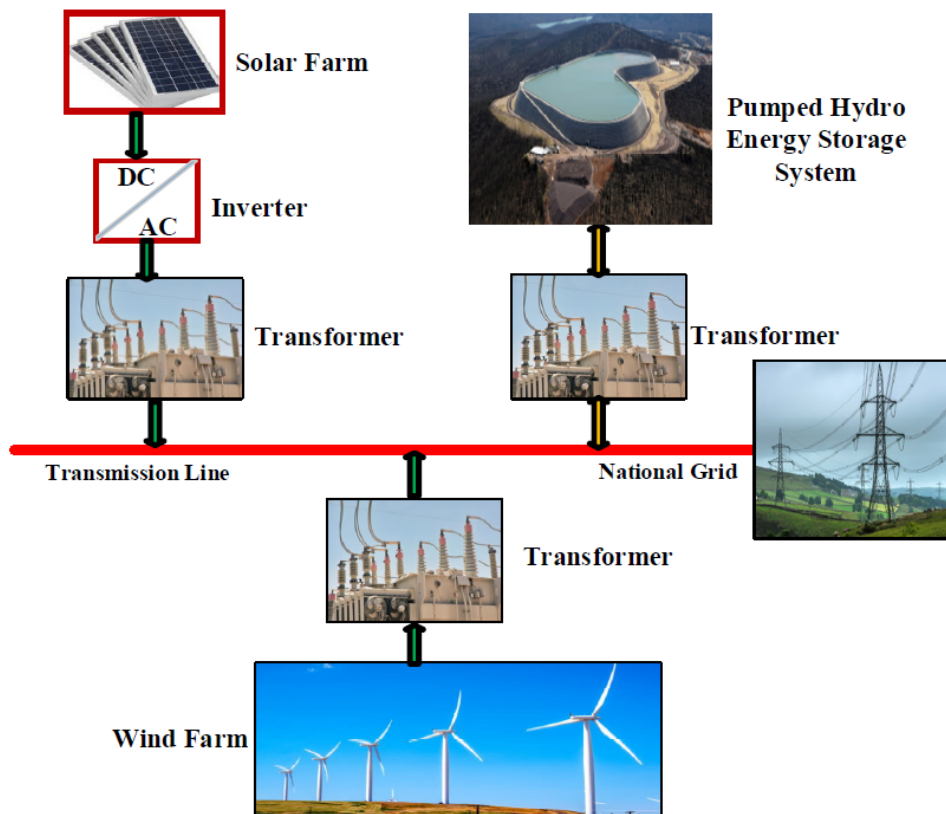 Solar Farm
Pumped Hydro
Energy Storage
System
DC
AC
Inverter
Transformer
Transformer
Transmission Line
National Grid
Transformer
Wind Farm